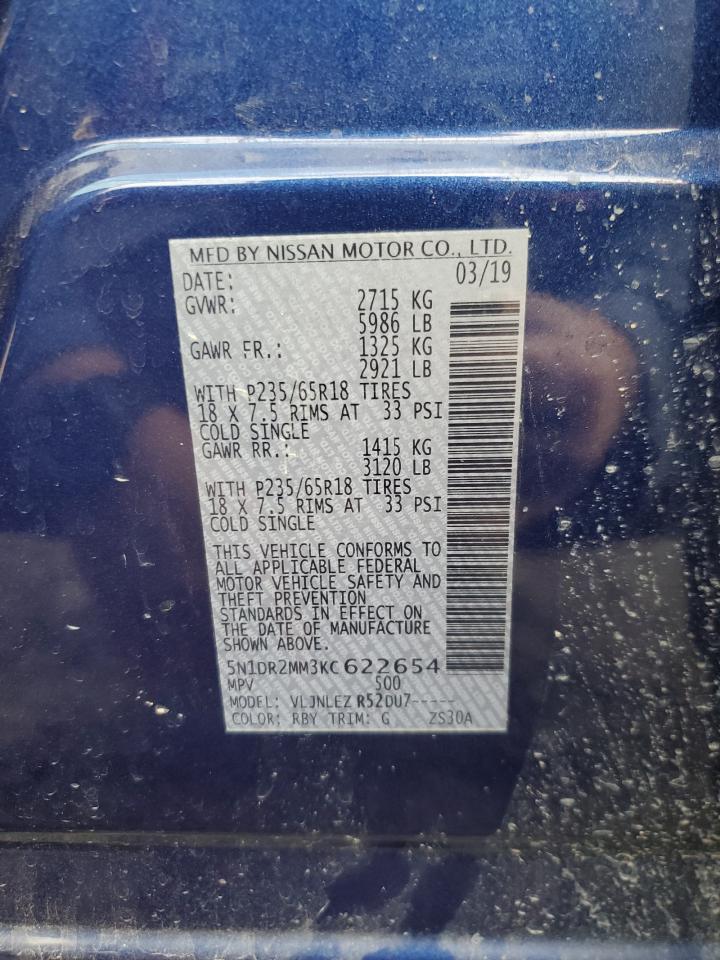 MFD BY NISSAN MOTOR CO., LTD.
DATE: 03/19
GVWR: 2715 KG
5986 LB
GAWR FR.: 1325 KG
2921 LB
WITH P235/65R18 TIRES
18 X 7.5 RIMS AT 33 PSI
COLD SINGLE
GAWR RR.: 1415 KG
3120 LB
WITH P235/65R18 TIRES
18 X 7.5 RIMS AT 33 PSI
COLD SINGLE
THIS VEHICLE CONFORMS TO
ALL APPLICABLE FEDERAL
MOTOR VEHICLE SAFETY AND
THEFT PREVENTION
STANDARDS IN EFFECT ON
THE DATE OF MANUFACTURE
SHOWN ABOVE.
5N1DR2MM3KC622654
MPV 500
MODEL: VLJNLEZ R52DU7-----
COLOR: RBY TRIM: G ZS30A